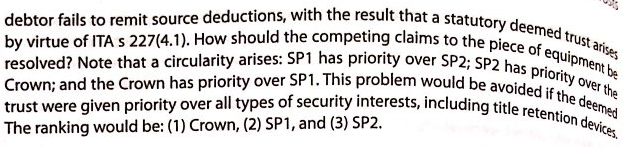 debtor fails to remit source deductions, with the result that a statutory deemed trust arises
by virtue of ITA s 227(4.1). How should the competing claims to the piece of equipment be
resolved? Note that a circularity arises: SP1 has priority over SP2; SP2 has priority over the
Crown; and the Crown has priority over SP1. This problem would be avoided if the deemed
trust were given priority over all types of security interests, including title retention devices.
The ranking would be: (1) Crown, (2) SP1, and (3) SP2.